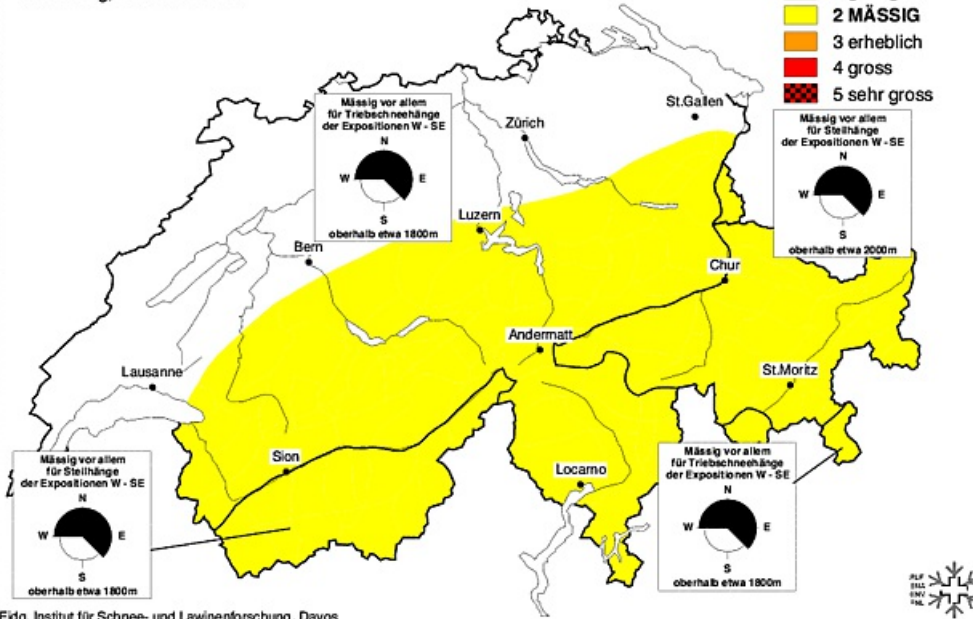 2 MÄSSIG
3 erheblich
4 gross
5 sehr gross
St.Gallen
Zürich
Mässig vor allem
für Triebschneehänge
der Expositionen W - SE
N
W E
S
oberhalb etwa 1800m
Mässig vor allem
für Steilhänge
der Expositionen W -SE
N
W E
S
oberhalb etwa 2000m
Luzern
Bern
Chur
Andermatt
Lausanne
St.Moritz
Sion
Locarno
Mässig vor allem
für Steilhänge
der Expositionen W - SE
N
W E
S
oberhalb etwa 1800m
Mässig vor allem
für Triebschneehänge
der Expositionen W - SE
N
W E
S
oberhalb etwa 1800m
Eidg. Institut für Schnee- und Lawinenforschung, Davos